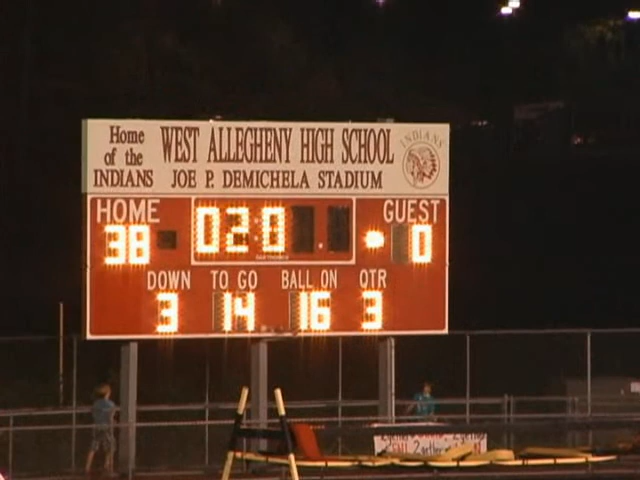 Home
of the
INDIANS
WEST ALLEGHENY HIGH SCHOOL
JOE P. DEMICHELA STADIUM
INDIANS
HOME
38
02:0
GUEST
0
DOWN TO GO BALL ON QTR
3 14 16 3